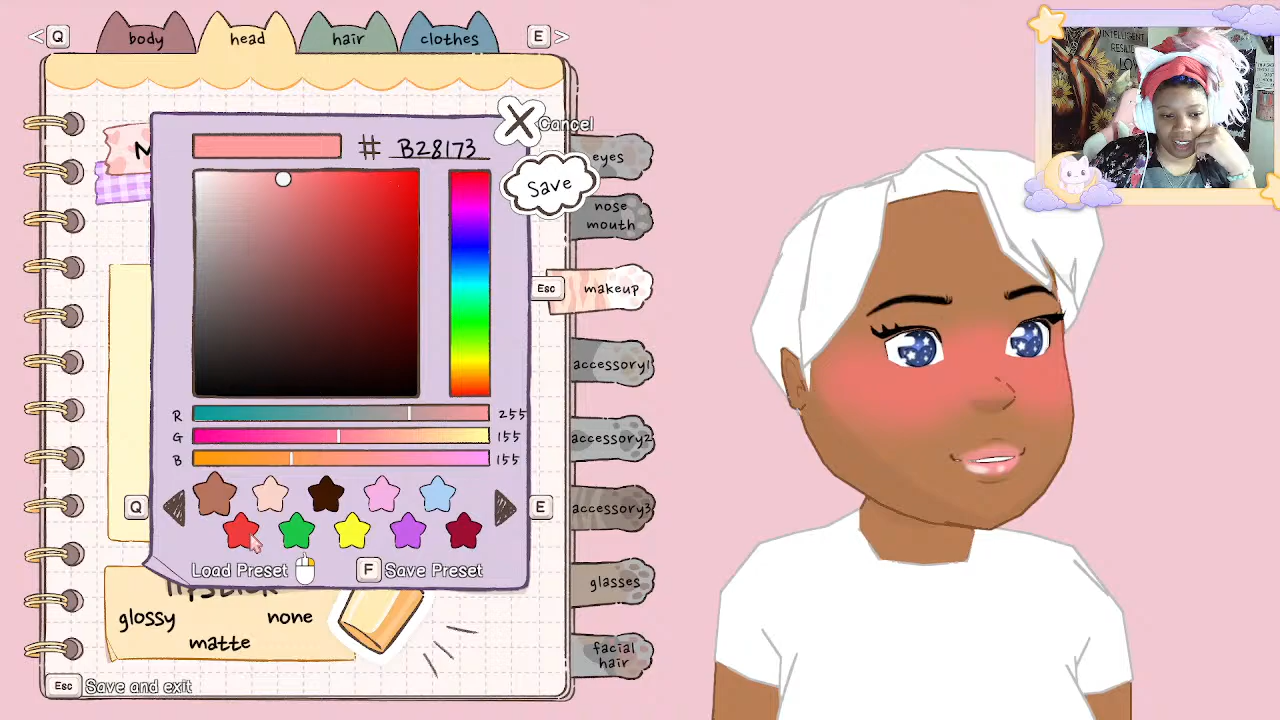 Q
body
head
hair
clothes
E
Cancel
# B28173
Save
eyes
nose
mouth
Esc
makeup
accessory1
accessory2
accessory3
glasses
facial
hair
R
255
G
155
B
155
Q
E
Load Preset
F
Save Preset
lipstick
glossy
none
matte
Esc
Save and exit
INTELLIGENT